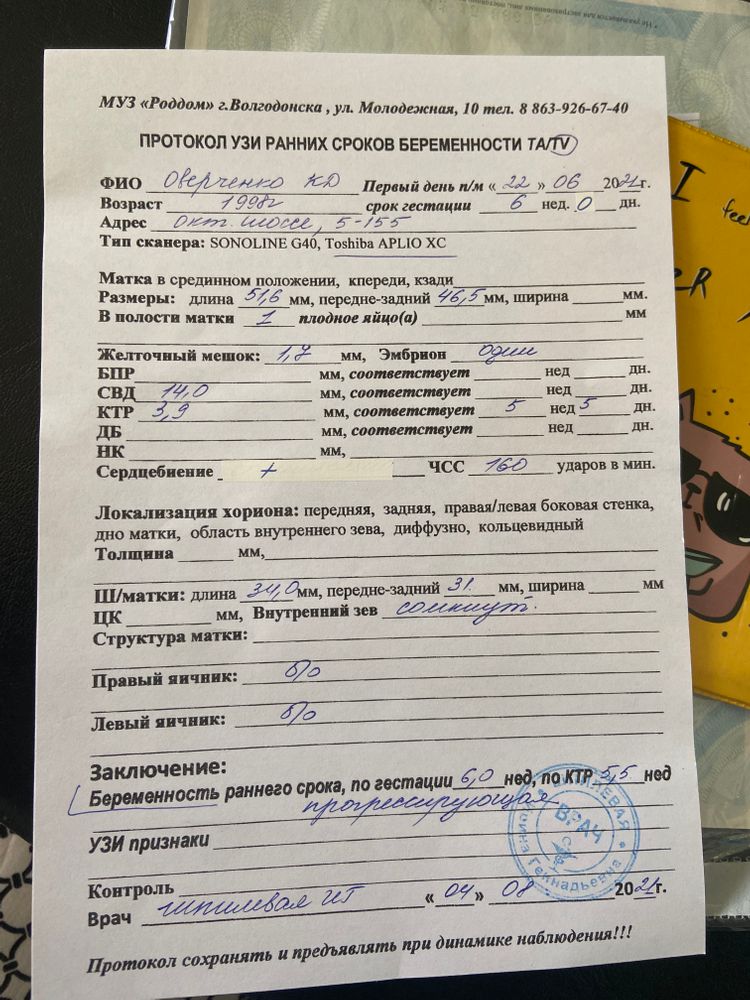 МУЗ «Роддом» г.Волгодонска , ул. Молодежная, 10 тел. 8 863-926-67-40
ПРОТОКОЛ УЗИ РАННИХ СРОКОВ БЕРЕМЕННОСТИ ТА/TV
ФИО Оверченко КД Первый день п/м «22» 06 2021г.
Возраст 1998г срок гестации 6 нед. 0 дн.
Адрес Окт. шоссе, 5-155
Тип сканера: SONOLINE G40, Toshiba APLIO XC
Матка в срединном положении, кпереди, кзади
Размеры: длина 51,6 мм, передне-задний 46,5 мм, ширина мм.
В полости матки 1 плодное яйцо(а) мм
Желточный мешок: 1,7 мм, Эмбрион один
БПР мм, соответствует нед дн.
СВД 14,0 мм, соответствует нед дн.
КТР 3,9 мм, соответствует 5 нед 5 дн.
ДБ мм, соответствует нед дн.
НК мм,
Сердцебиение + ЧСС 160 ударов в мин.
Локализация хориона: передняя, задняя, правая/левая боковая стенка,
дно матки, область внутреннего зева, диффузно, кольцевидный
Толщина мм,
Ш/матки: длина 34,0 мм, передне-задний 31 мм, ширина мм
ЦК мм, Внутренний зев сомкнут.
Структура матки:
Правый яичник: б/о
Левый яичник: б/о
Заключение:
Беременность раннего срока, по гестации 6,0 нед, по КТР 5,5 нед
прогрессирующая
УЗИ признаки
Контроль
Врач Шпилевая ИГ «04» 08 2021г.
ВРАЧ
Геннадьевна
Протокол сохранять и предъявлять при динамике наблюдения!!!